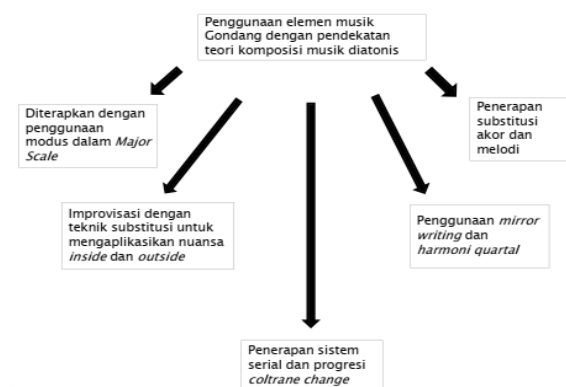 Penggunaan elemen musik
Gondang dengan pendekatan
teori komposisi musik diatonis
Diterapkan dengan
penggunaan
modus dalam Major
Scale
Penerapan
substitusi
akor dan
melodi
Improvisasi dengan
teknik substitusi untuk
mengaplikasikan nuansa
inside dan outside
Penggunaan mirror
writing dan
harmoni quartal
Penerapan sistem
serial dan progresi
coltrane change